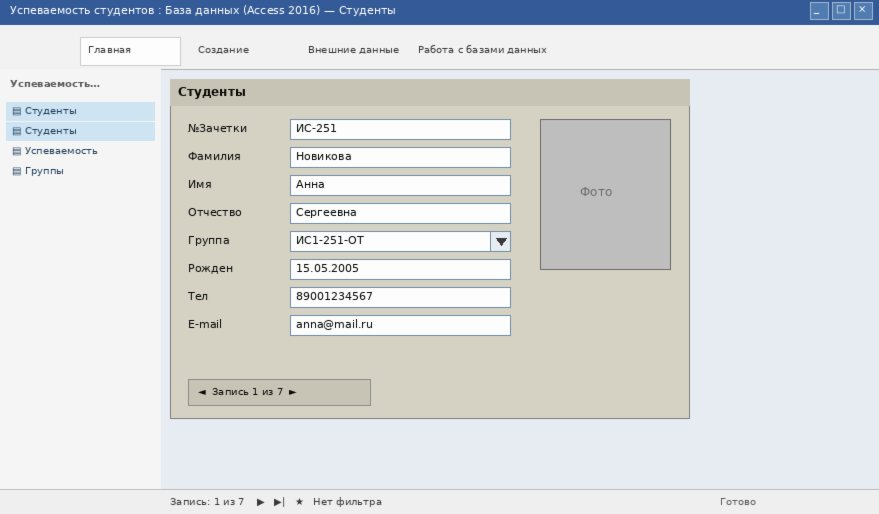 Успеваемость студентов : База данных (Access 2016) — Студенты
Главная Создание Внешние данные Работа с базами данных
Успеваемость...
Студенты
Студенты
Успеваемость
Группы
Студенты
№Зачетки ИС-251
Фамилия Новикова
Имя Анна
Отчество Сергеевна
Группа ИС1-251-ОТ
Рожден 15.05.2005
Тел 89001234567
E-mail anna@mail.ru
Фото
◄ Запись 1 из 7 ►
Запись: 1 из 7 ▶ ▶| ★ Нет фильтра Готово